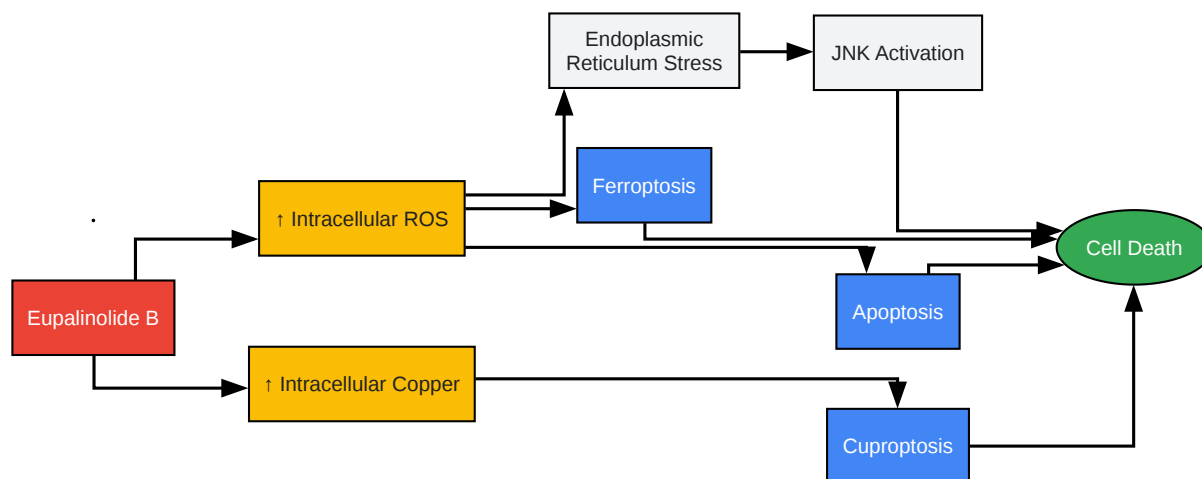 Endoplasmic
Reticulum Stress
JNK Activation
Ferroptosis
↑ Intracellular ROS
Cell Death
Apoptosis
Eupalinolide B
↑ Intracellular Copper
Cuproptosis